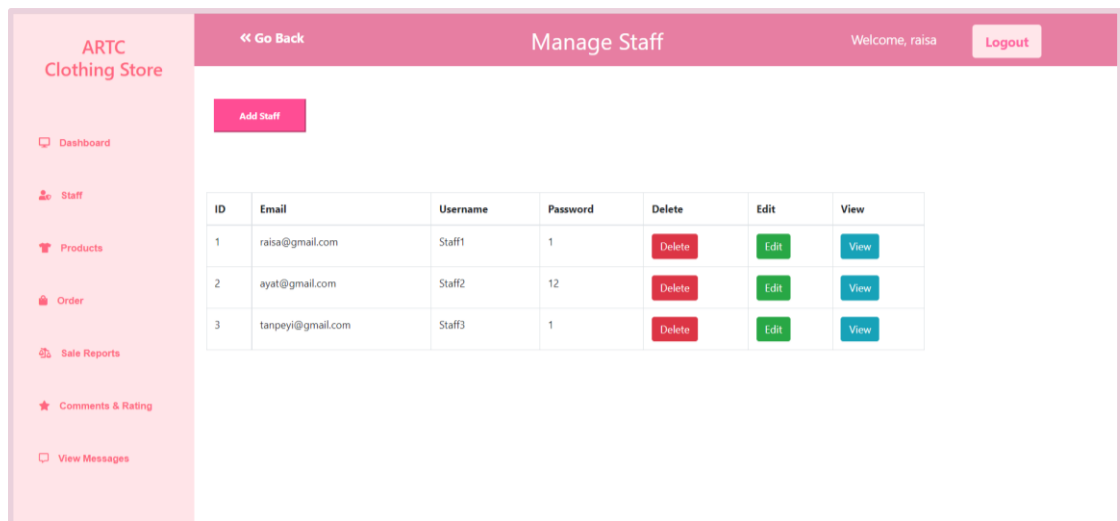 ARTC
Clothing Store
Dashboard
Staff
Products
Order
Sale Reports
Comments & Rating
View Messages
Go Back
Manage Staff
Welcome, raisa
Logout
Add Staff
ID Email Username Password Delete Edit View
1 raisa@gmail.com Staff1 1 Delete Edit View
2 ayat@gmail.com Staff2 12 Delete Edit View
3 tanpeyi@gmail.com Staff3 1 Delete Edit View